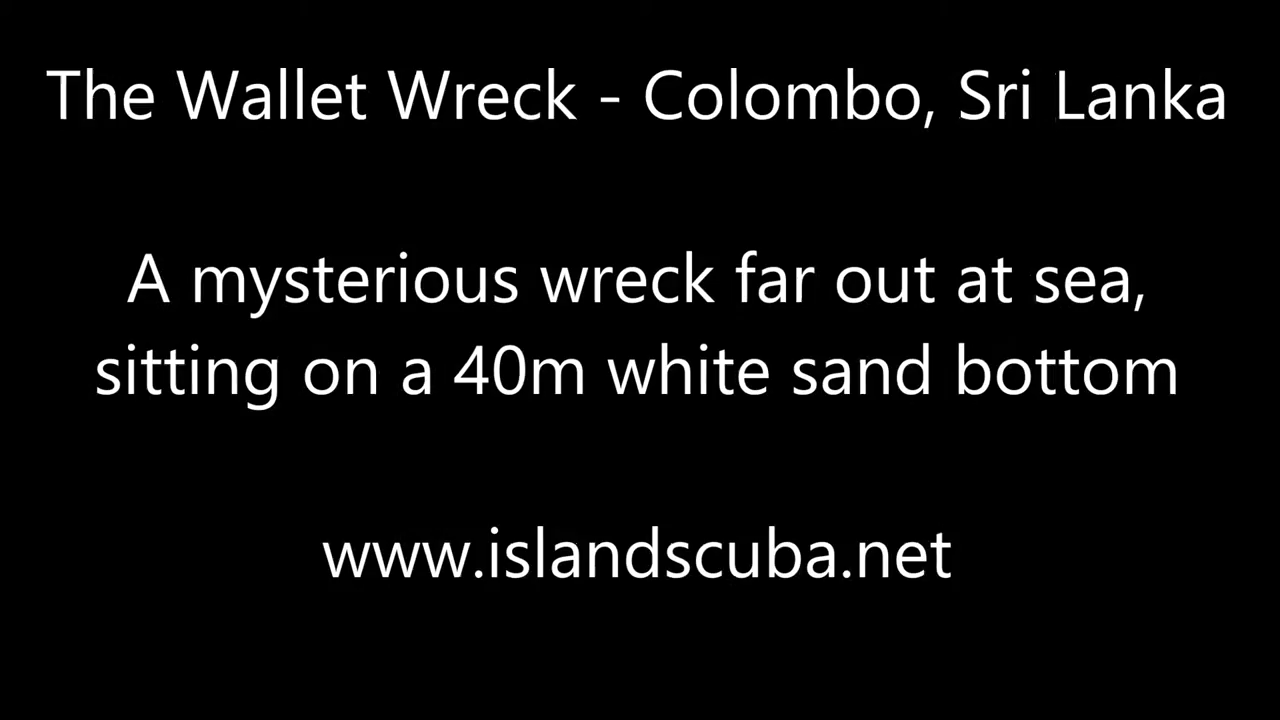 The Wallet Wreck - Colombo, Sri Lanka
A mysterious wreck far out at sea,
sitting on a 40m white sand bottom
www.islandscuba.net